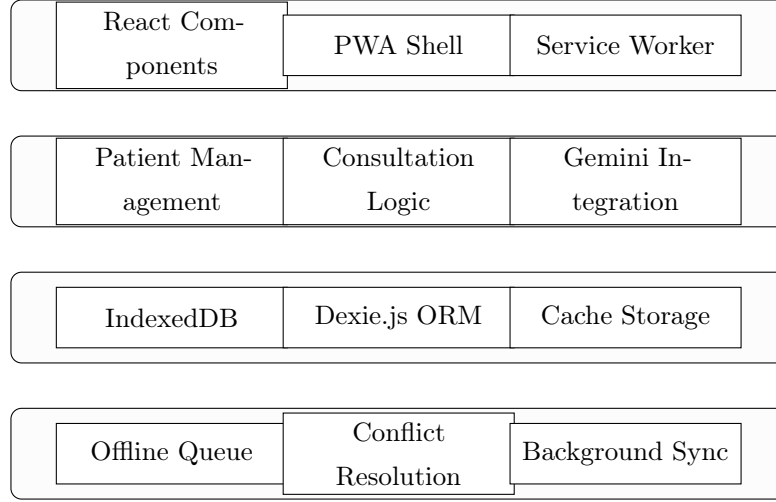 React Com-
ponents
PWA Shell
Service Worker
Patient Man-
agement
Consultation
Logic
Gemini In-
tegration
IndexedDB
Dexie.js ORM
Cache Storage
Offline Queue
Conflict
Resolution
Background Sync